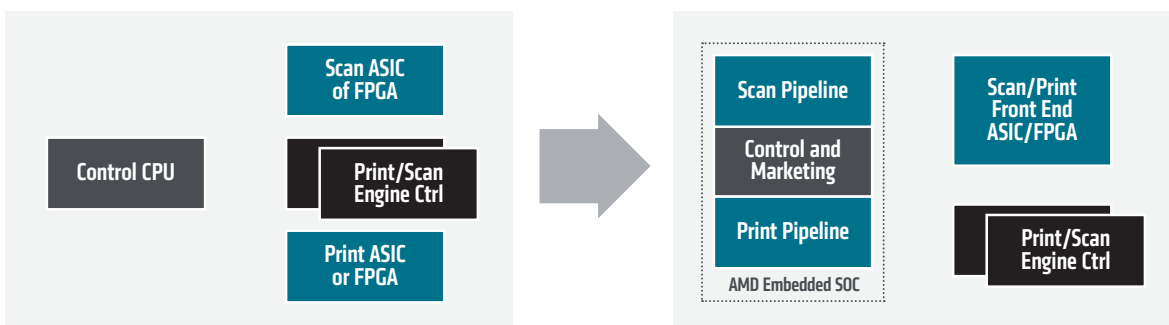 Scan ASIC
of FPGA
Control CPU
Print/Scan
Engine Ctrl
Print ASIC
or FPGA
Scan Pipeline
Control and
Marketing
Print Pipeline
AMD Embedded SOC
Scan/Print
Front End
ASIC/FPGA
Print/Scan
Engine Ctrl